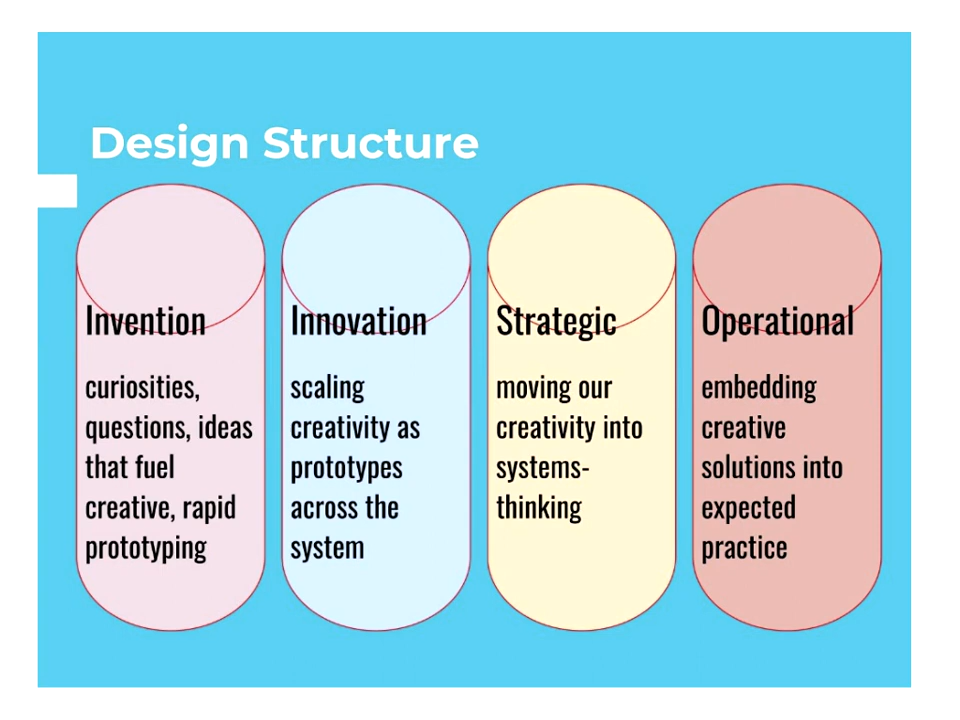 Design Structure
Invention
curiosities,
questions, ideas
that fuel
creative, rapid
prototyping
Innovation
scaling
creativity as
prototypes
across the
system
Strategic
moving our
creativity into
systems-
thinking
Operational
embedding
creative
solutions into
expected
practice